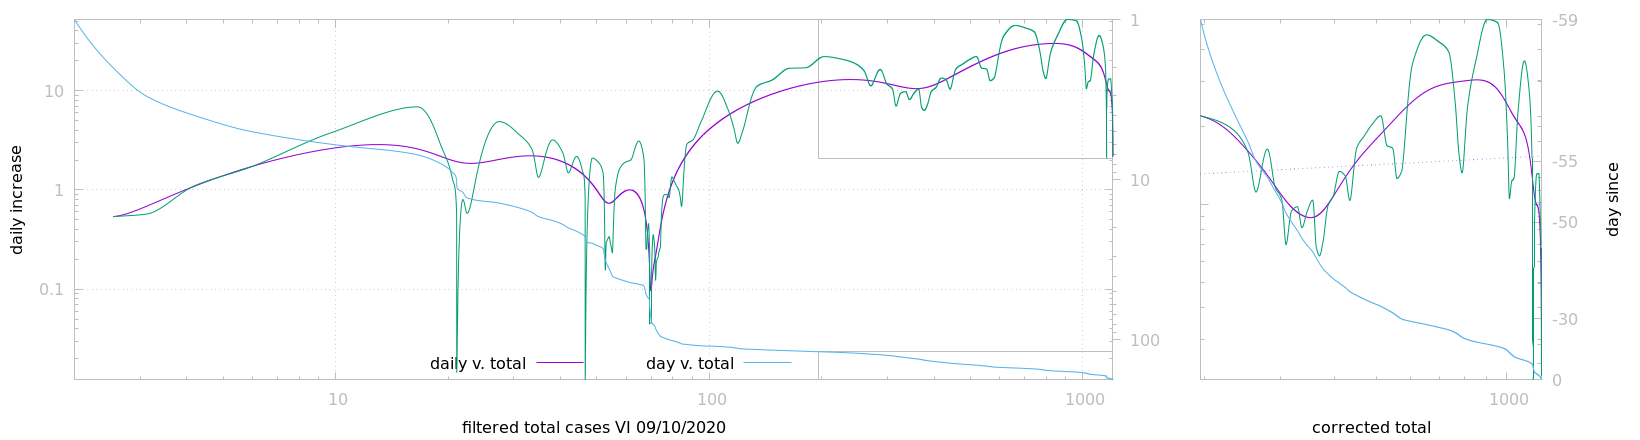 daily increase
10
1
0.1
10
100
1000
filtered total cases VI 09/10/2020
daily v. total
day v. total
1
10
100
1000
corrected total
-59
-55
-50
-30
0
day since